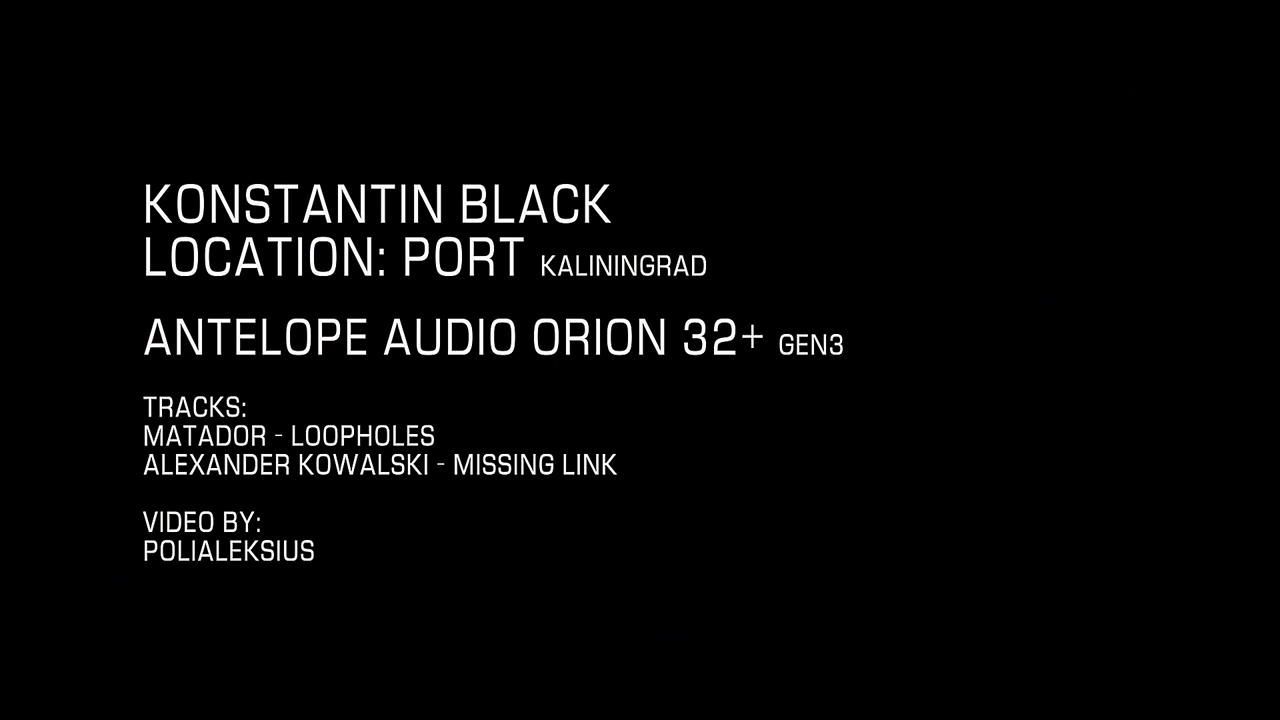 KONSTANTIN BLACK
LOCATION: PORT KALININGRAD
ANTELOPE AUDIO ORION 32+ GEN3
TRACKS:
MATADOR - LOOPHOLES
ALEXANDER KOWALSKI - MISSING LINK
VIDEO BY:
POLIALEKSIUS